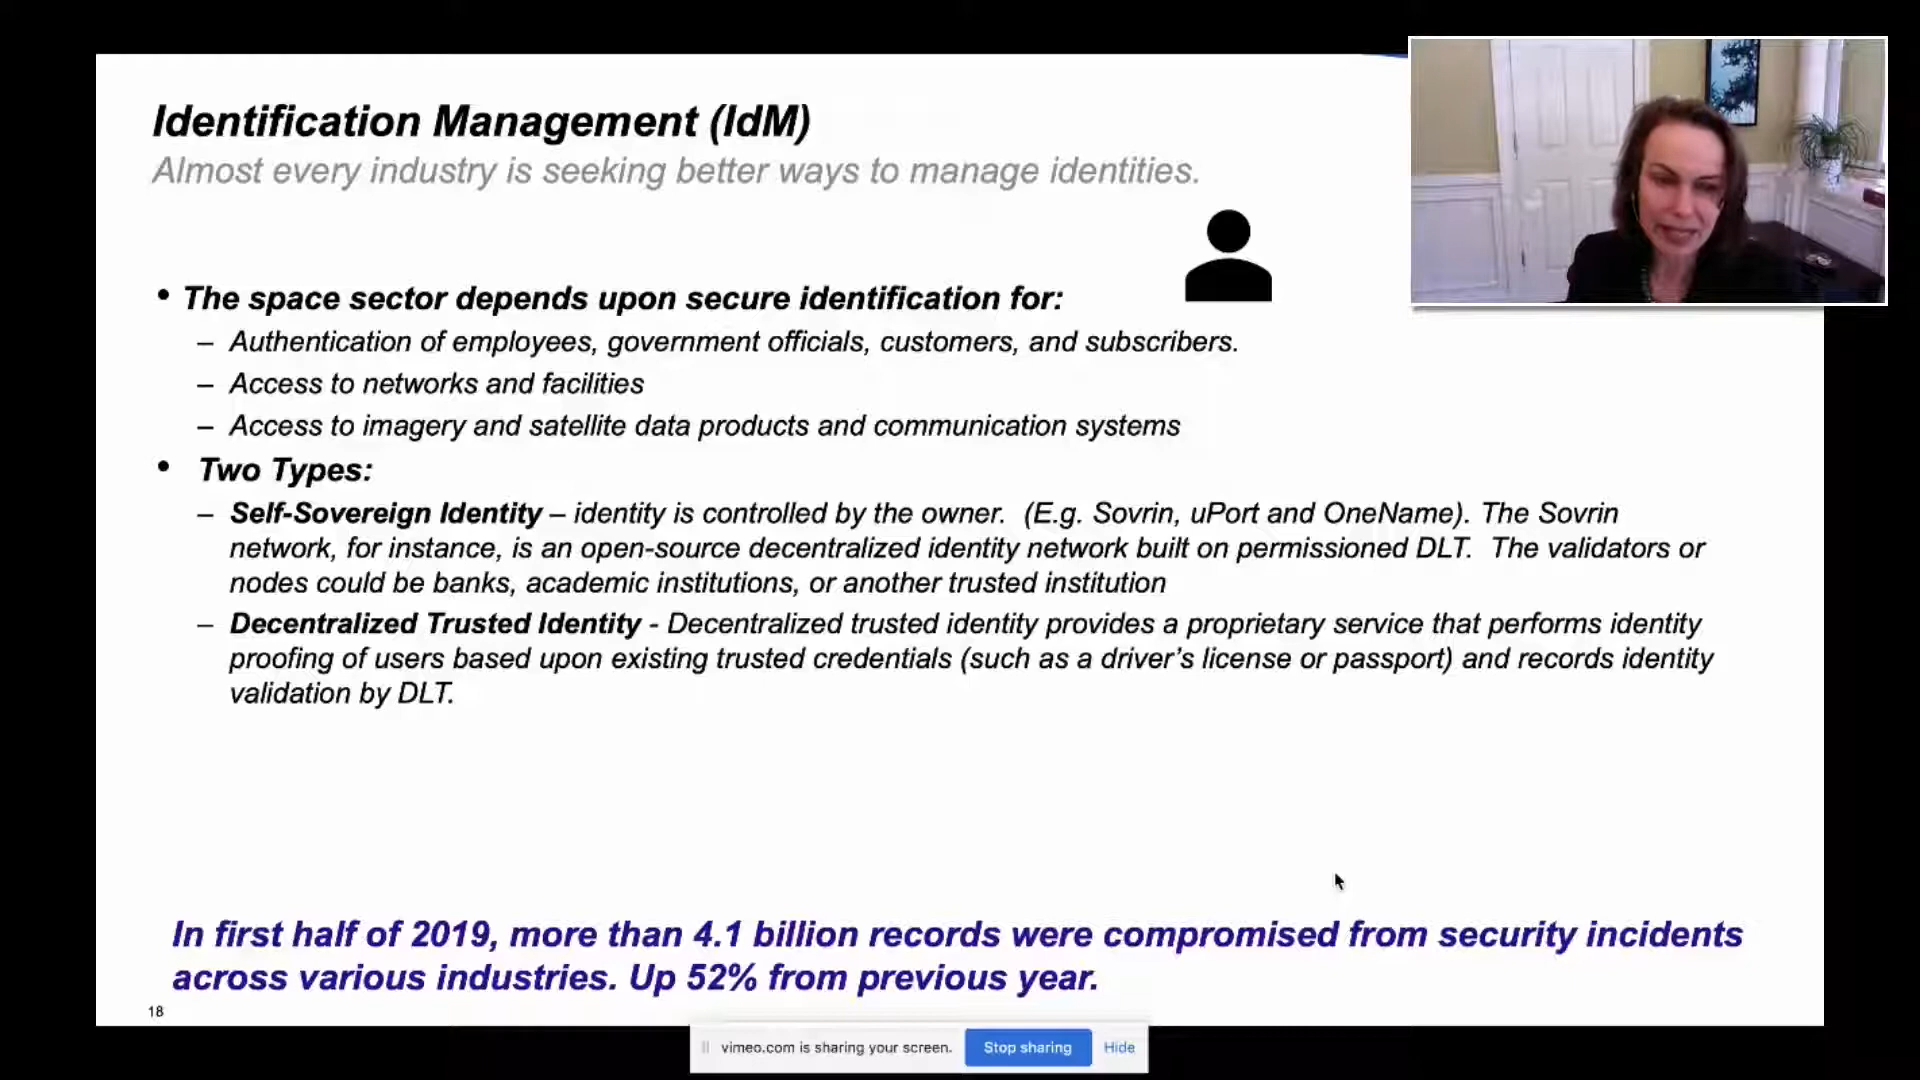 Identification Management (IdM)
Almost every industry is seeking better ways to manage identities.
• The space sector depends upon secure identification for:
– Authentication of employees, government officials, customers, and subscribers.
– Access to networks and facilities
– Access to imagery and satellite data products and communication systems
• Two Types:
– Self-Sovereign Identity – identity is controlled by the owner. (E.g. Sovrin, uPort and OneName). The Sovrin
network, for instance, is an open-source decentralized identity network built on permissioned DLT. The validators or
nodes could be banks, academic institutions, or another trusted institution
– Decentralized Trusted Identity - Decentralized trusted identity provides a proprietary service that performs identity
proofing of users based upon existing trusted credentials (such as a driver's license or passport) and records identity
validation by DLT.
In first half of 2019, more than 4.1 billion records were compromised from security incidents
across various industries. Up 52% from previous year.
18
vimeo.com is sharing your screen. Stop sharing Hide